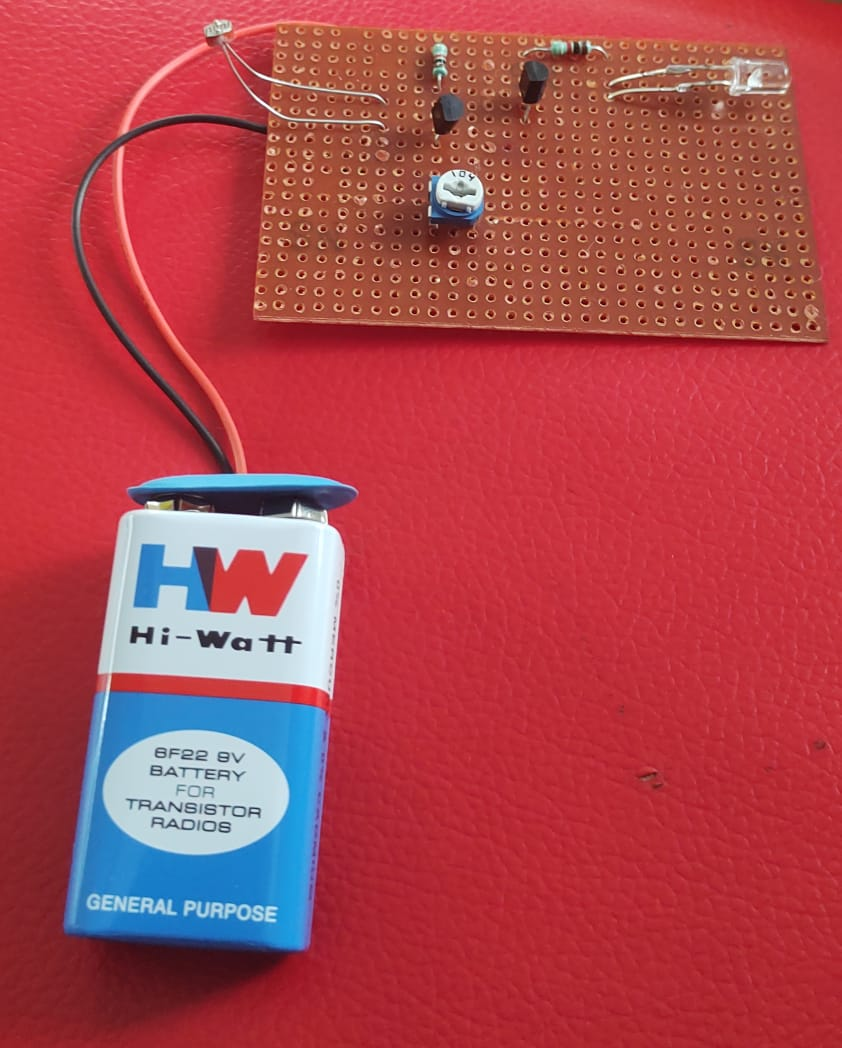 104
HW
Hi-Watt
6F22 9V
BATTERY
FOR
TRANSISTOR
RADIOS
GENERAL PURPOSE